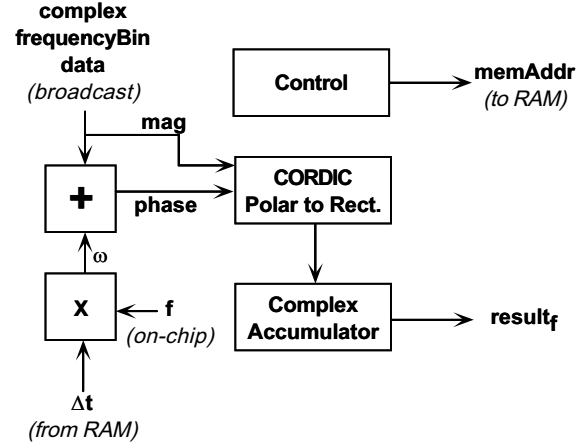 complex
frequencyBin
data
(broadcast)
Control
memAddr
(to RAM)
mag
+
phase
CORDIC
Polar to Rect.
ω
x
f
(on-chip)
Complex
Accumulator
resultf
Δt
(from RAM)